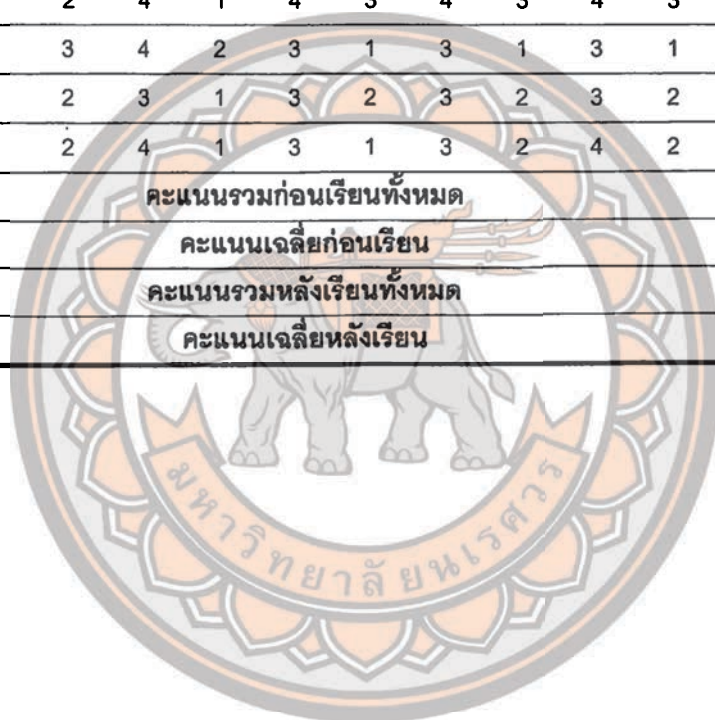 2 4 1 4 3 4 3 4 3
3 4 2 3 1 3 1 3 1
2 3 1 3 2 3 2 3 2
2 4 1 3 1 3 2 4 2
คะแนนรวมก่อนเรียนทั้งหมด
คะแนนเฉลี่ยก่อนเรียน
คะแนนรวมหลังเรียนทั้งหมด
คะแนนเฉลี่ยหลังเรียน
มหาวิทยาลัยนเรศวร